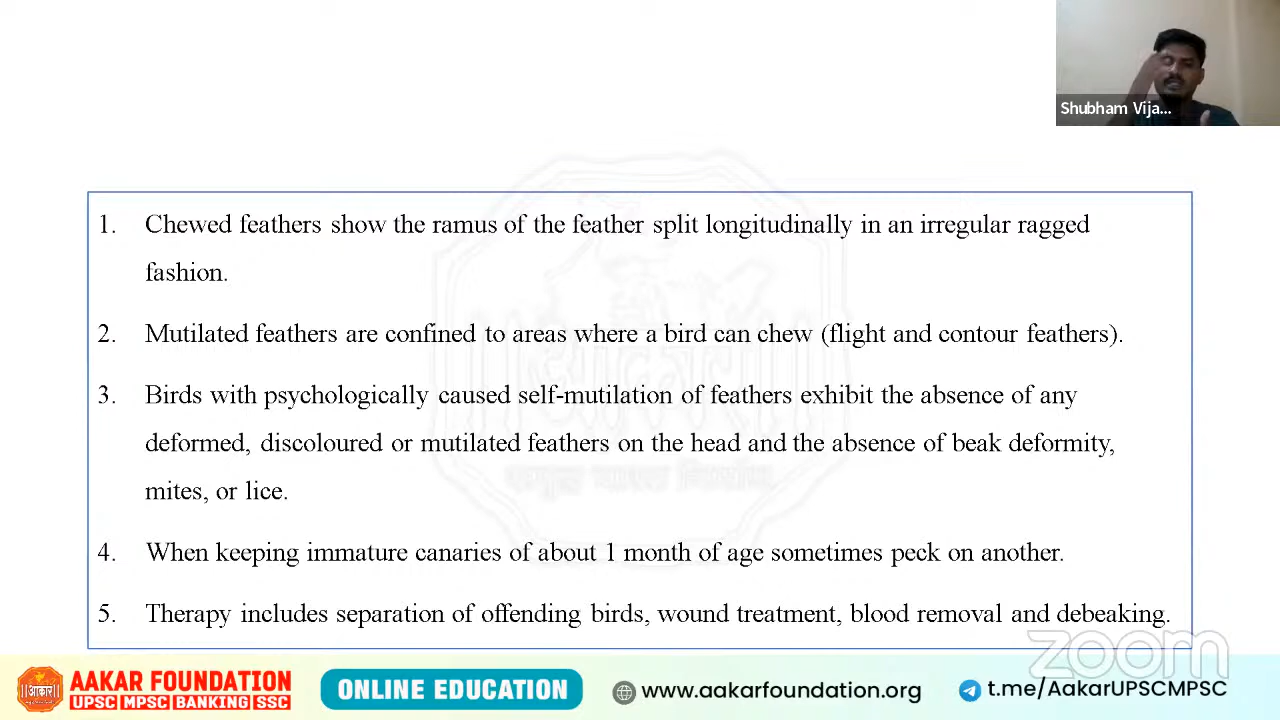 Shubham Vija...
1. Chewed feathers show the ramus of the feather split longitudinally in an irregular ragged
fashion.
2. Mutilated feathers are confined to areas where a bird can chew (flight and contour feathers).
3. Birds with psychologically caused self-mutilation of feathers exhibit the absence of any
deformed, discoloured or mutilated feathers on the head and the absence of beak deformity,
mites, or lice.
4. When keeping immature canaries of about 1 month of age sometimes peck on another.
5. Therapy includes separation of offending birds, wound treatment, blood removal and debeaking.
zoom
॥आकार॥
AAKAR FOUNDATION
UPSC MPSC BANKING SSC
ONLINE EDUCATION
www.aakarfoundation.org
t.me/AakarUPSCMPSC